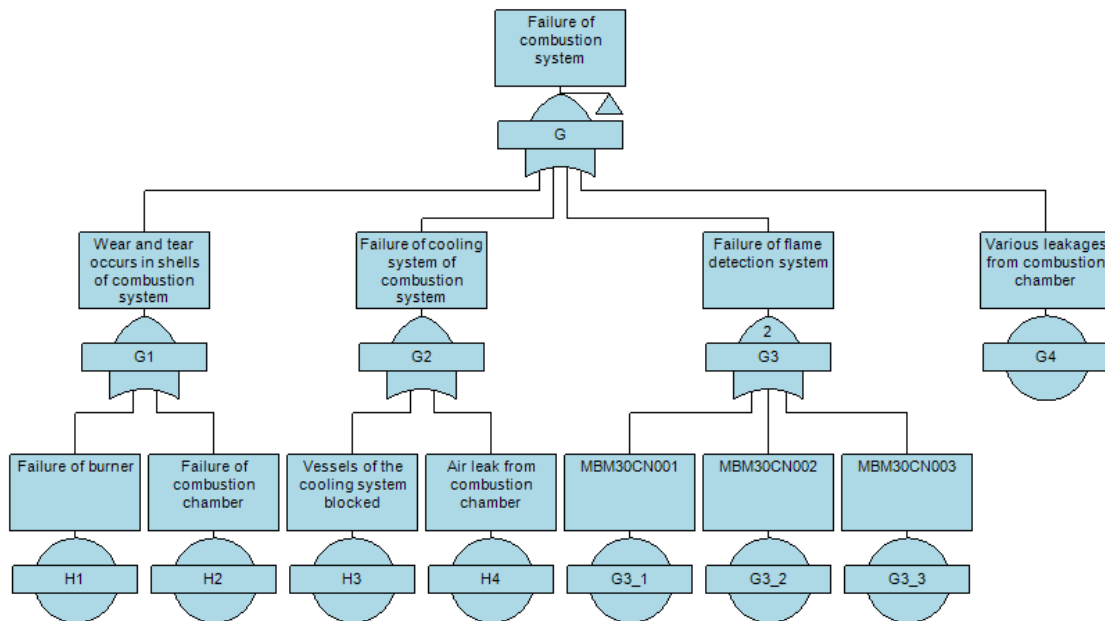 Failure of
combustion
system
G
Wear and tear
occurs in shells
of combustion
system
G1
Failure of cooling
system of
combustion
system
G2
Failure of flame
detection system
2
G3
Various leakages
from combustion
chamber
G4
Failure of burner
H1
Failure of
combustion
chamber
H2
Vessels of the
cooling system
blocked
H3
Air leak from
combustion
chamber
H4
MBM30CN001
G3_1
MBM30CN002
G3_2
MBM30CN003
G3_3